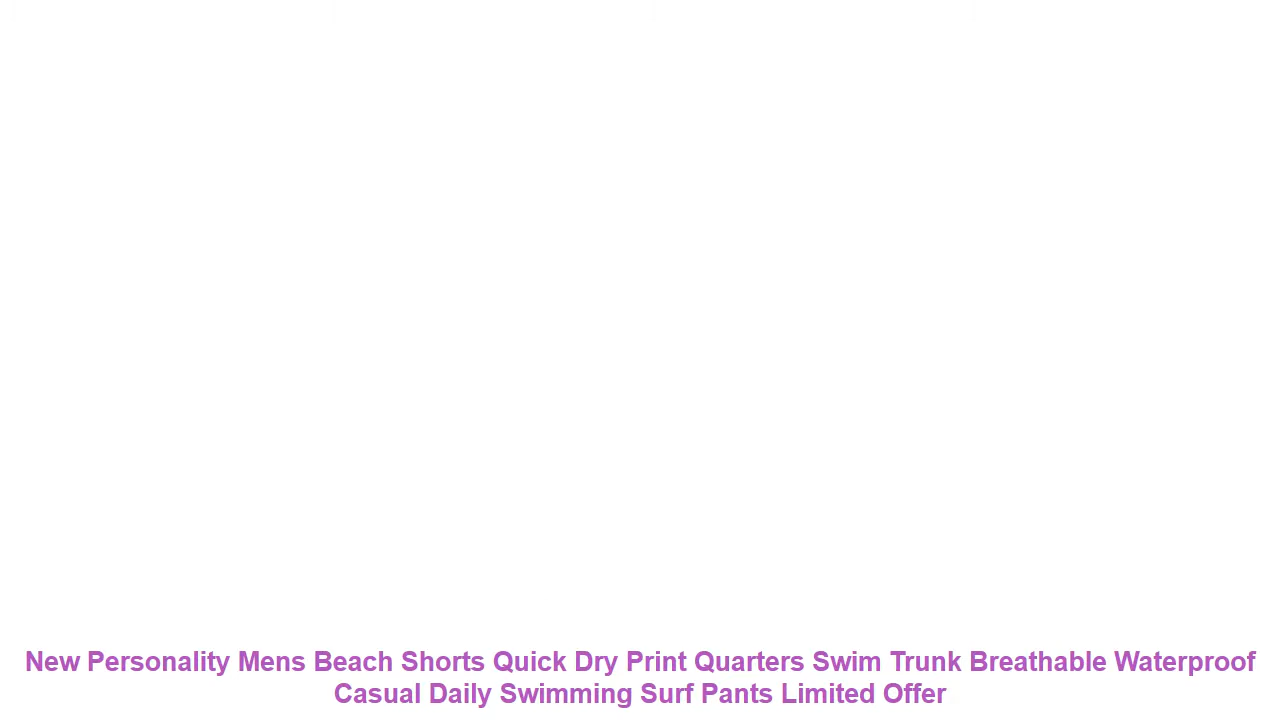 New Personality Mens Beach Shorts Quick Dry Print Quarters Swim Trunk Breathable Waterproof
Casual Daily Swimming Surf Pants Limited Offer